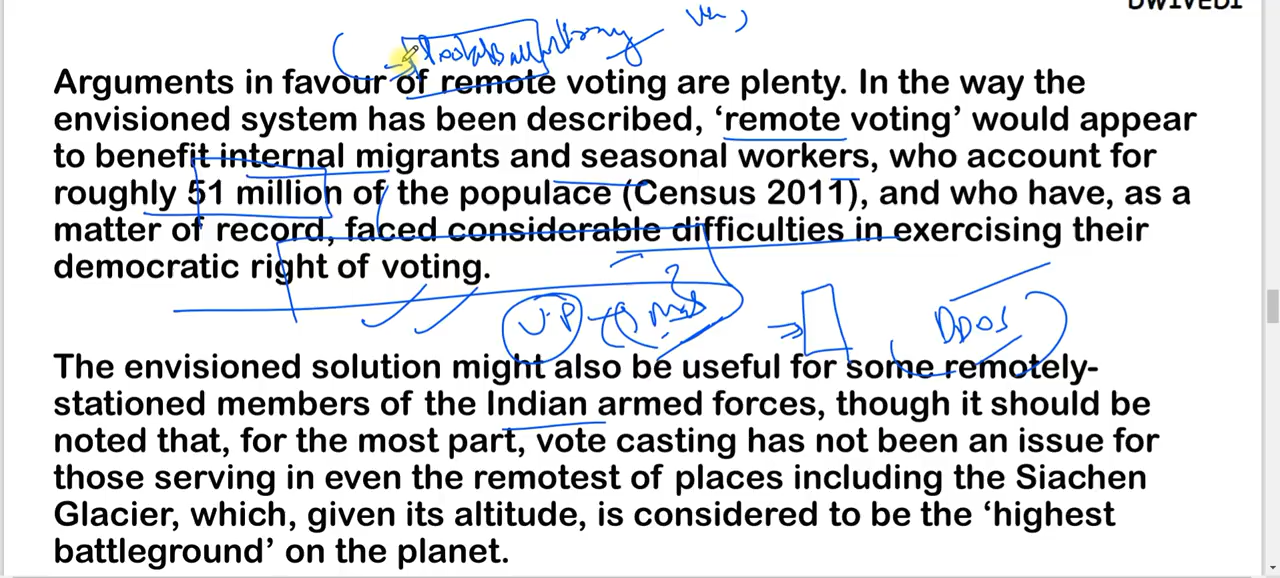 DWIVEDI
Arguments in favour of remote voting are plenty. In the way the
envisioned system has been described, ‘remote voting’ would appear
to benefit internal migrants and seasonal workers, who account for
roughly 51 million of the populace (Census 2011), and who have, as a
matter of record, faced considerable difficulties in exercising their
democratic right of voting.
U.P
DDOS
The envisioned solution might also be useful for some remotely-
stationed members of the Indian armed forces, though it should be
noted that, for the most part, vote casting has not been an issue for
those serving in even the remotest of places including the Siachen
Glacier, which, given its altitude, is considered to be the ‘highest
battleground’ on the planet.